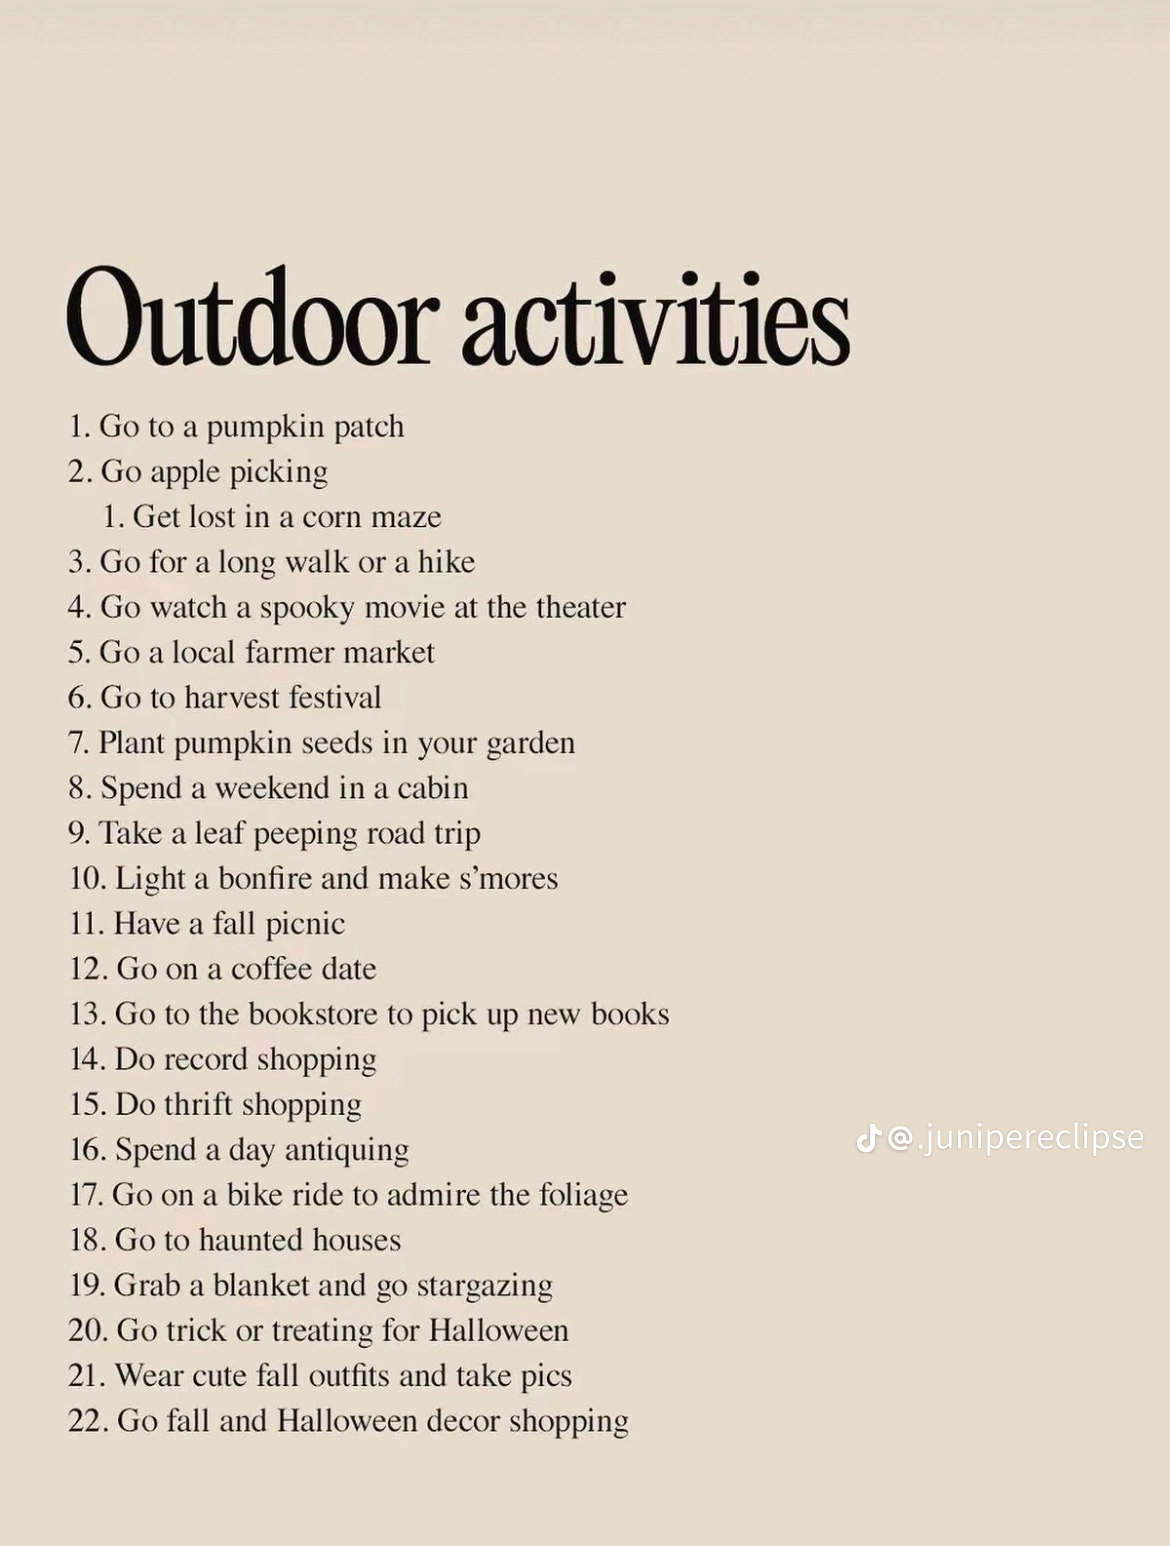 Outdoor activities
1. Go to a pumpkin patch
2. Go apple picking
1. Get lost in a corn maze
3. Go for a long walk or a hike
4. Go watch a spooky movie at the theater
5. Go a local farmer market
6. Go to harvest festival
7. Plant pumpkin seeds in your garden
8. Spend a weekend in a cabin
9. Take a leaf peeping road trip
10. Light a bonfire and make s’mores
11. Have a fall picnic
12. Go on a coffee date
13. Go to the bookstore to pick up new books
14. Do record shopping
15. Do thrift shopping
16. Spend a day antiquing
17. Go on a bike ride to admire the foliage
18. Go to haunted houses
19. Grab a blanket and go stargazing
20. Go trick or treating for Halloween
21. Wear cute fall outfits and take pics
22. Go fall and Halloween decor shopping
@.junipereclipse